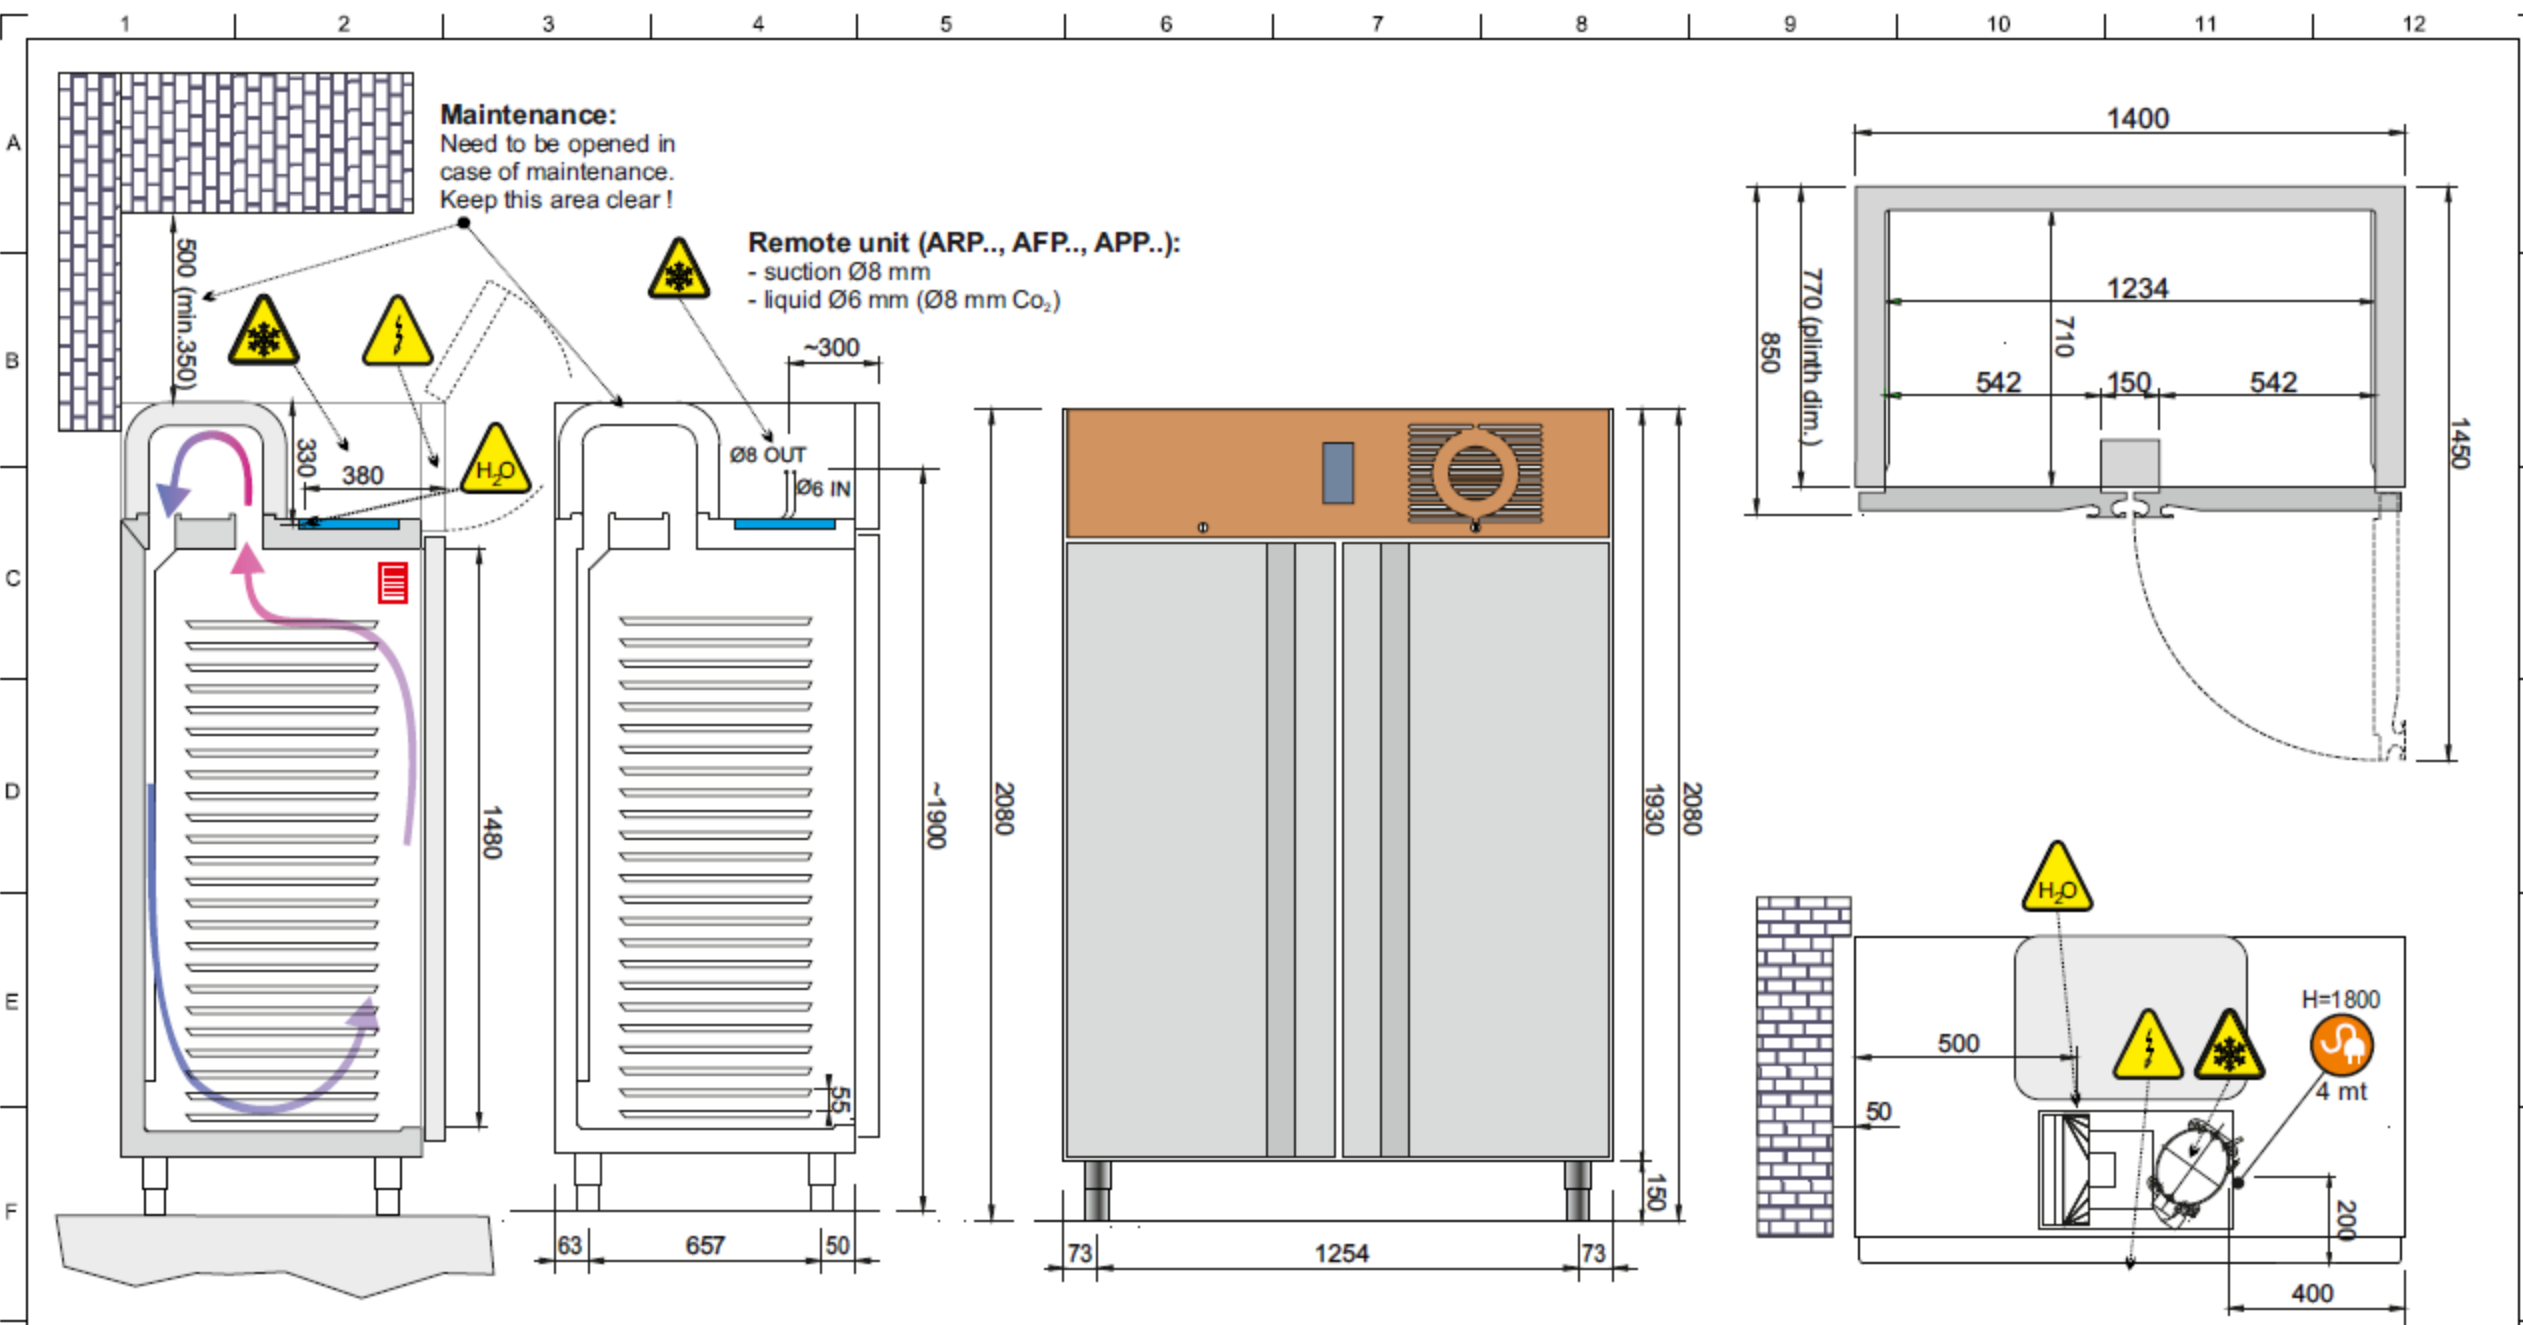 1 2 3 4 5 6 7 8 9 10 11 12
A
B
C
D
E
F
Maintenance:
Need to be opened in
case of maintenance.
Keep this area clear !
Remote unit (ARP.., AFP.., APP..):
- suction Ø8 mm
- liquid Ø6 mm (Ø8 mm Co₂)
500 (min.350)
330
380
H₂O
1480
~300
Ø8 OUT
Ø6 IN
~1900
55
63
657
50
2080
1930
2080
150
73
1254
73
1400
850
770 (plinth dim.)
1234
710
542
150
542
1450
H₂O
H=1800
4 mt
500
50
200
400